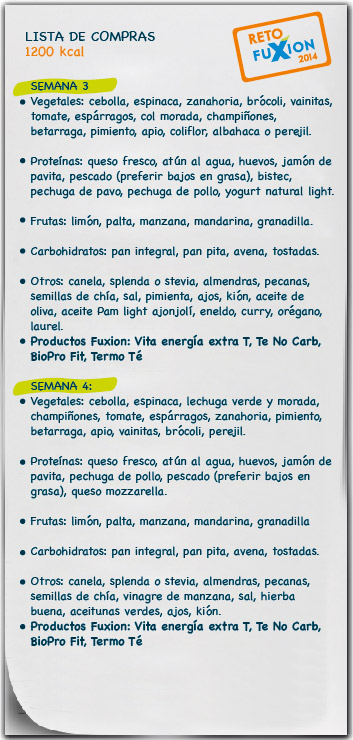 LISTA DE COMPRAS
1200 kcal
RETO
FUXION
2014
SEMANA 3
Vegetales: cebolla, espinaca, zanahoria, brócoli, vainitas,
tomate, espárragos, col morada, champiñones,
betarraga, pimiento, apio, coliflor, albahaca o perejil.
Proteínas: queso fresco, atún al agua, huevos, jamón de
pavita, pescado (preferir bajos en grasa), bistec,
pechuga de pavo, pechuga de pollo, yogurt natural light.
Frutas: limón, palta, manzana, mandarina, granadilla.
Carbohidratos: pan integral, pan pita, avena, tostadas.
Otros: canela, splenda o stevia, almendras, pecanas,
semillas de chía, sal, pimienta, ajos, kión, aceite de
oliva, aceite Pam light ajonjolí, eneldo, curry, orégano,
laurel.
Productos Fuxion: Vita energía extra T, Te No Carb,
BioPro Fit, Termo Té
SEMANA 4:
Vegetales: cebolla, espinaca, lechuga verde y morada,
champiñones, tomate, espárragos, zanahoria, pimiento,
betarraga, apio, vainitas, brócoli, perejil.
Proteínas: queso fresco, atún al agua, huevos, jamón de
pavita, pechuga de pollo, pescado (preferir bajos en
grasa), queso mozzarella.
Frutas: limón, palta, manzana, mandarina, granadilla
Carbohidratos: pan integral, pan pita, avena, tostadas.
Otros: canela, splenda o stevia, almendras, pecanas,
semillas de chía, vinagre de manzana, sal, hierba
buena, aceitunas verdes, ajos, kión.
Productos Fuxion: Vita energía extra T, Te No Carb,
BioPro Fit, Termo Té